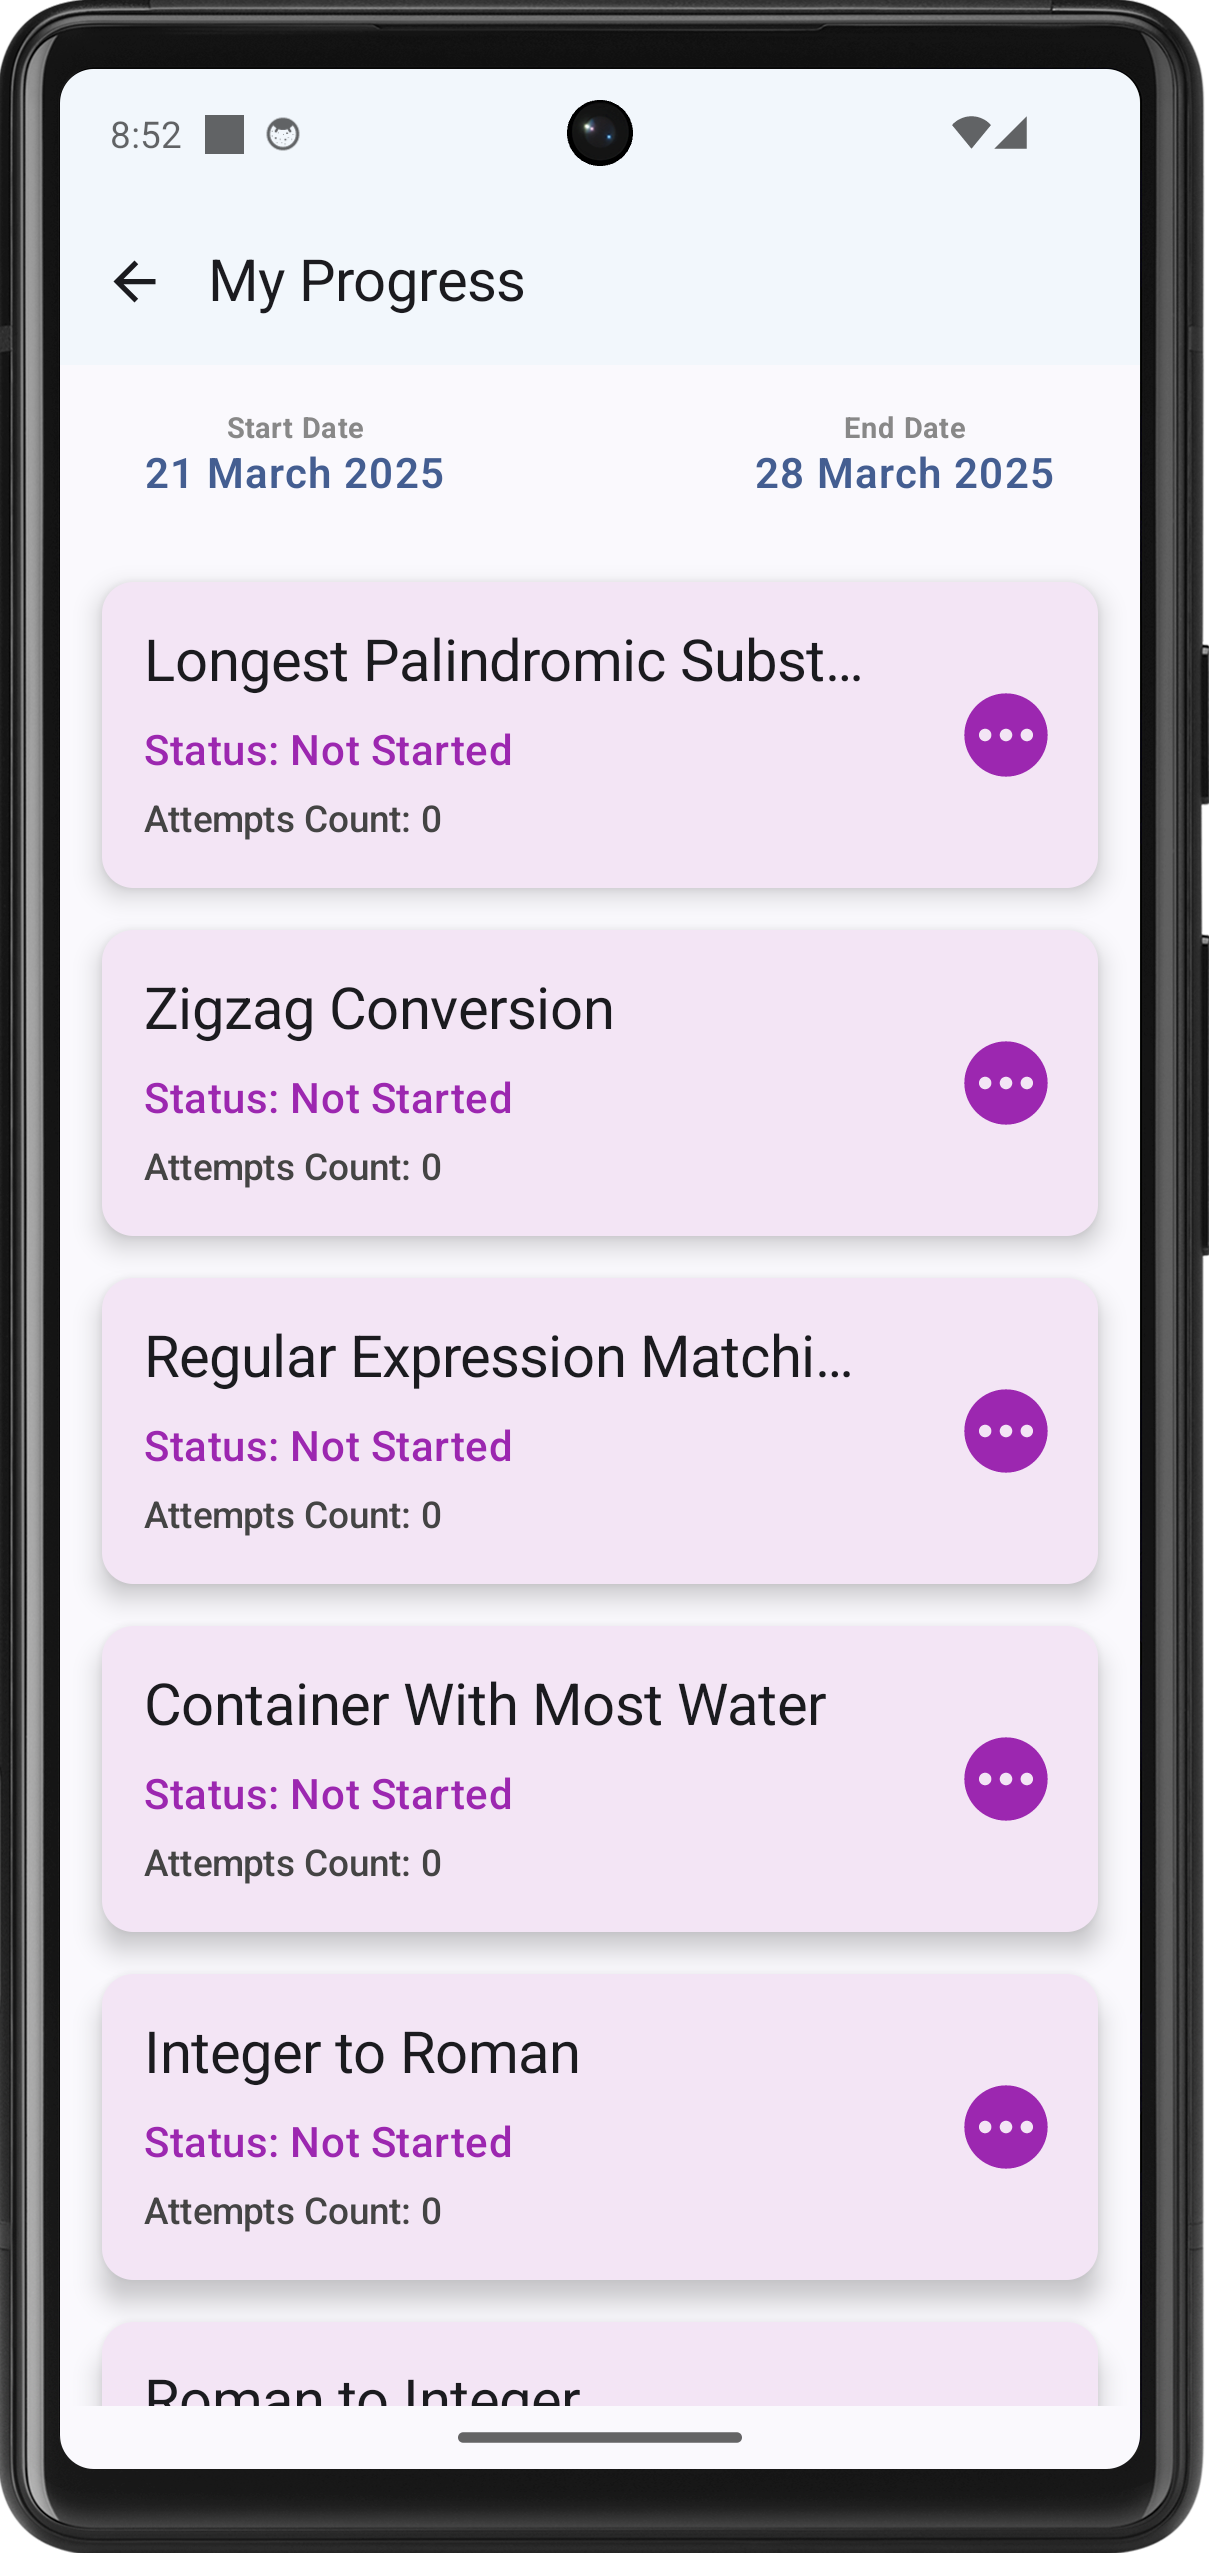 8:52
My Progress
Start Date
21 March 2025
End Date
28 March 2025
Longest Palindromic Subst...
Status: Not Started
Attempts Count: 0
Zigzag Conversion
Status: Not Started
Attempts Count: 0
Regular Expression Matchi...
Status: Not Started
Attempts Count: 0
Container With Most Water
Status: Not Started
Attempts Count: 0
Integer to Roman
Status: Not Started
Attempts Count: 0
Roman to Integer